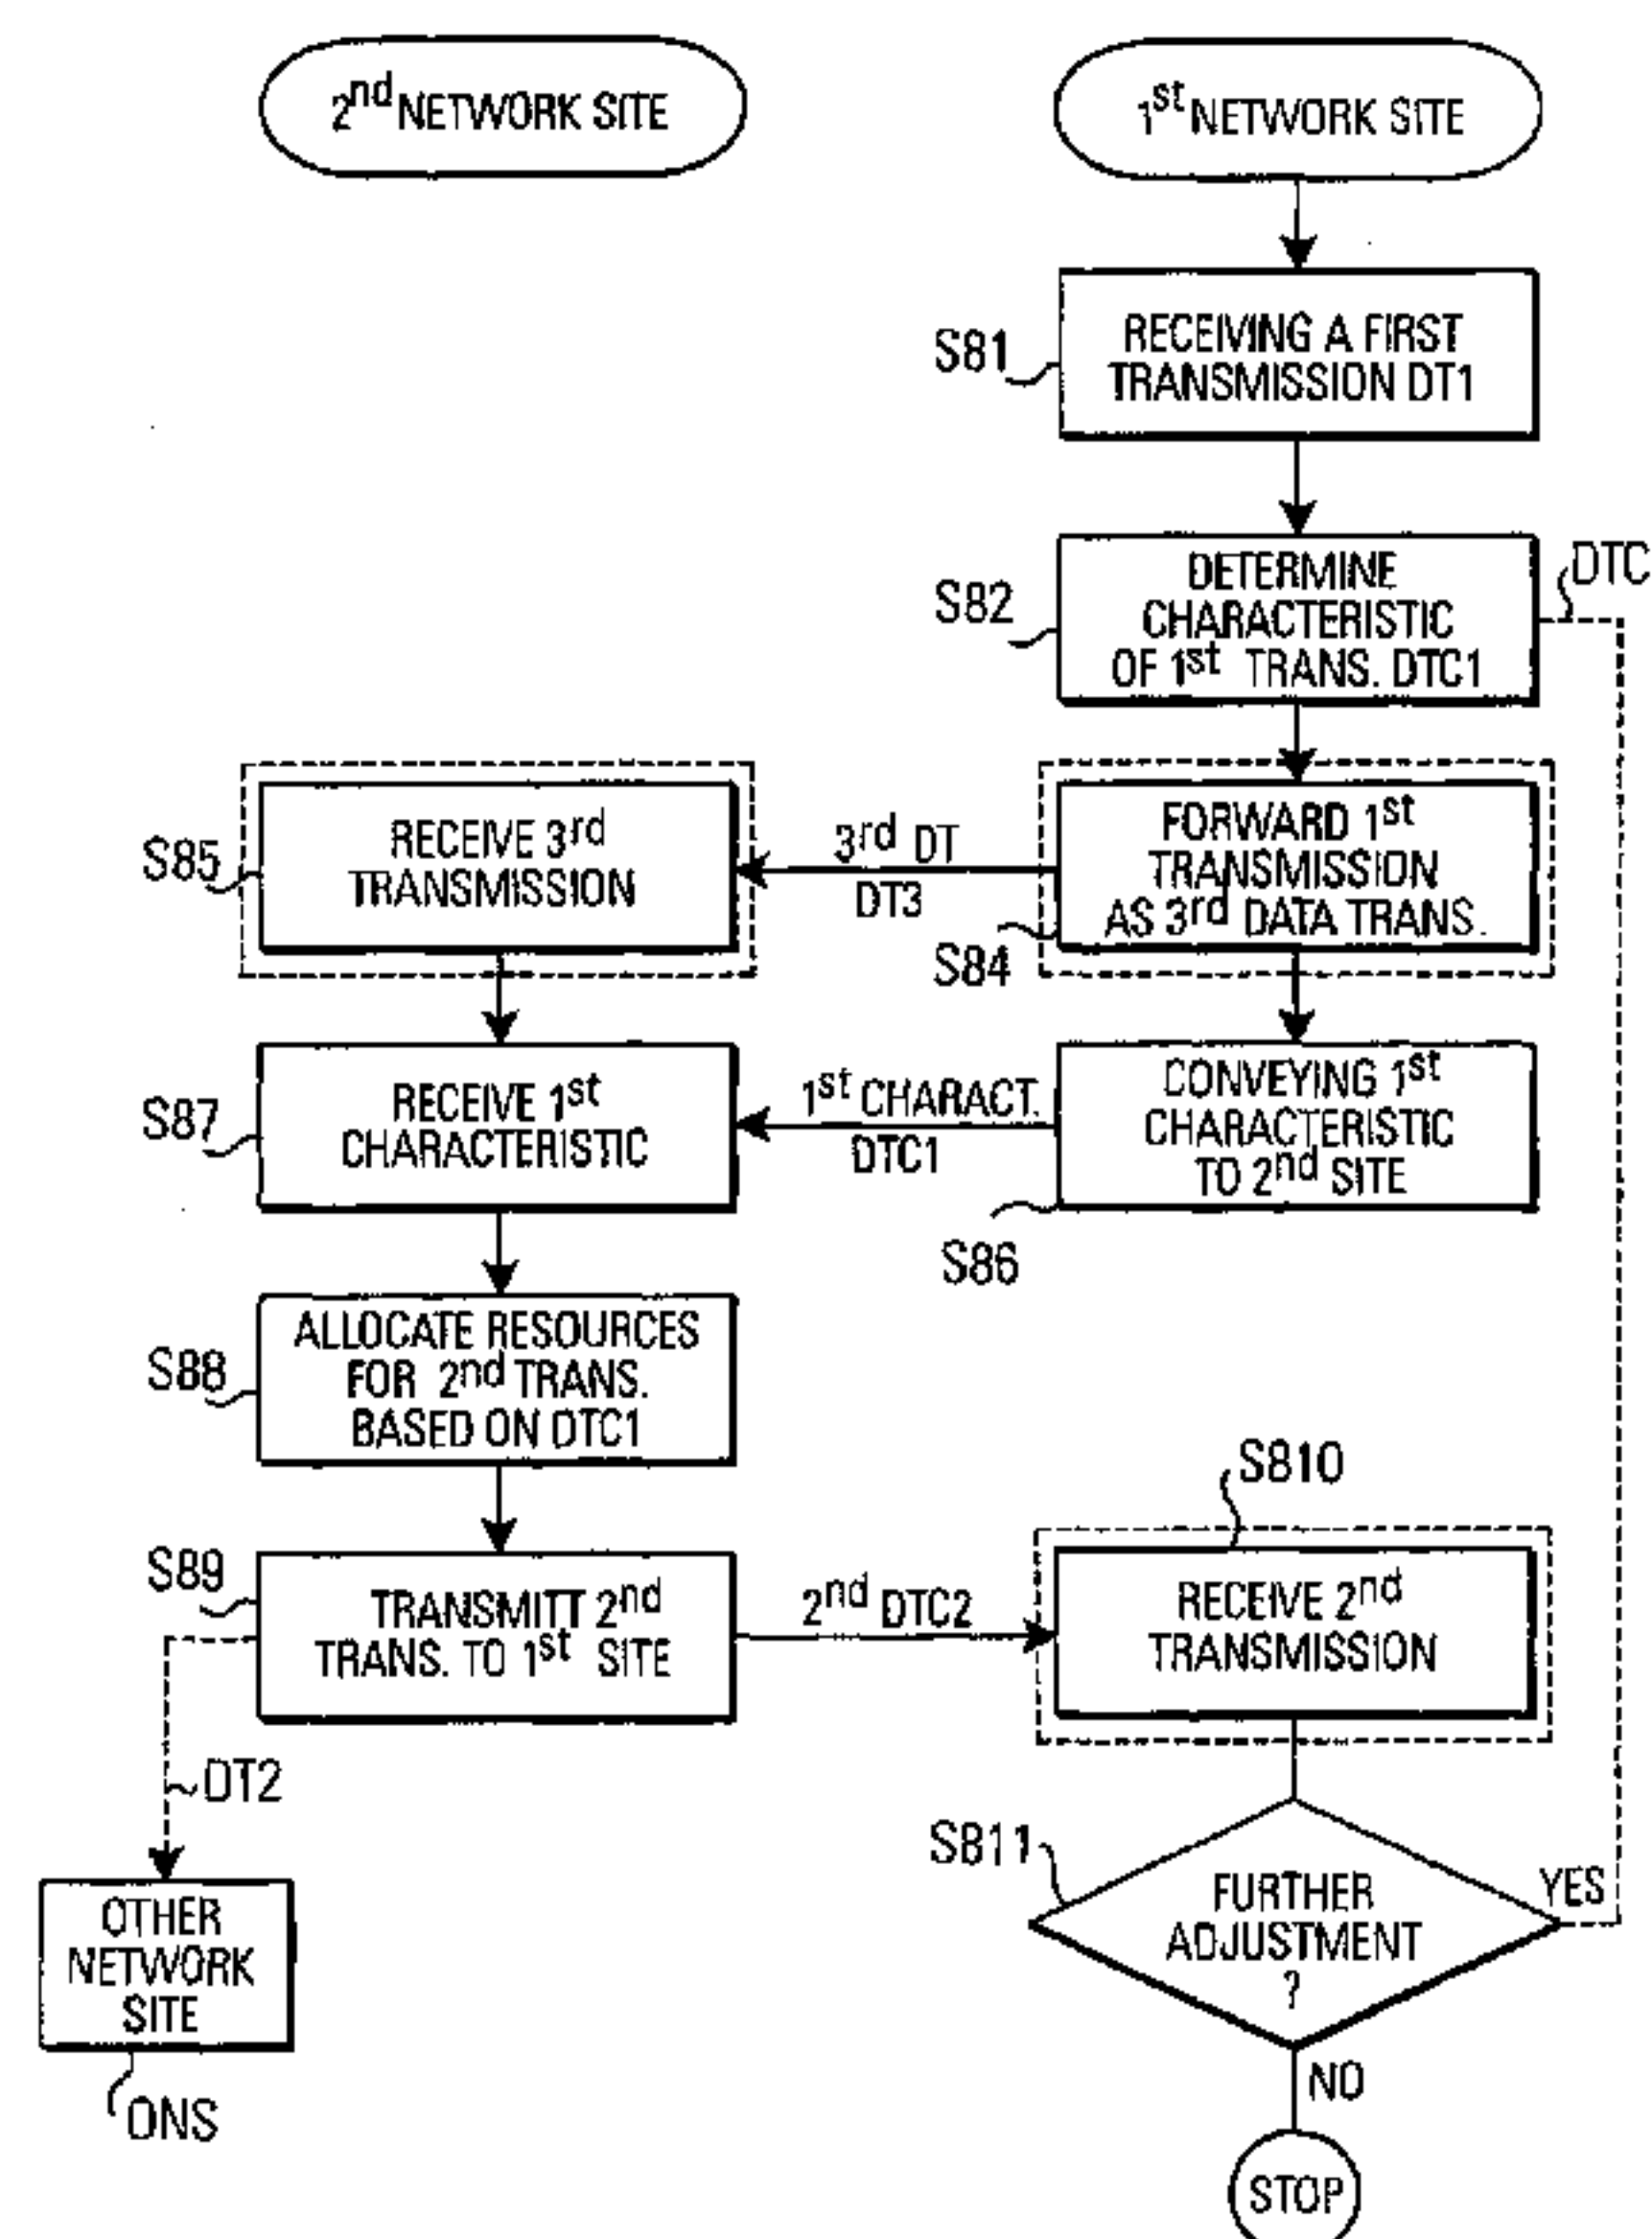 2nd NETWORK SITE
1st NETWORK SITE
S81
RECEIVING A FIRST
TRANSMISSION DT1
S82
DETERMINE
CHARACTERISTIC
OF 1st TRANS. DTC1
DTC
S85
RECEIVE 3rd
TRANSMISSION
3rd DT
DT3
FORWARD 1st
TRANSMISSION
AS 3rd DATA TRANS.
S84
S87
RECEIVE 1st
CHARACTERISTIC
1st CHARACT.
DTC1
CONVEYING 1st
CHARACTERISTIC
TO 2nd SITE
S86
S88
ALLOCATE RESOURCES
FOR 2nd TRANS.
BASED ON DTC1
S810
S89
TRANSMITT 2nd
TRANS. TO 1st SITE
2nd DTC2
RECEIVE 2nd
TRANSMISSION
DT2
S811
FURTHER
ADJUSTMENT
?
YES
OTHER
NETWORK
SITE
NO
ONS
STOP